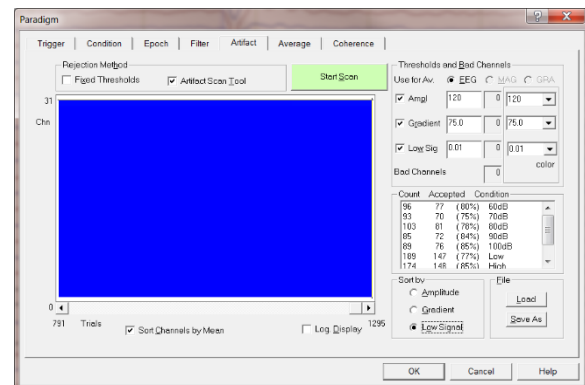 Paradigm
Trigger Condition Epoch Filter Artifact Average Coherence
Rejection Method
Fixed Thresholds Artifact Scan Tool
Start Scan
31
Chn
0
791 Trials 1295
Sort Channels by Mean Log. Display
Thresholds and Bad Channels
Use for Av. EEG MAG GRA
Ampl 120 0 120
Gradient 75.0 0 75.0
Low Sig 0.01 0 0.01
color
Bad Channels 0
Count Accepted Condition
96 77 (80%) 60dB
93 70 (75%) 70dB
103 81 (78%) 80dB
85 72 (84%) 90dB
89 76 (85%) 100dB
189 147 (77%) Low
174 148 (85%) High
Sort by
Amplitude
Gradient
Low Signal
File
Load
Save As
OK Cancel Help